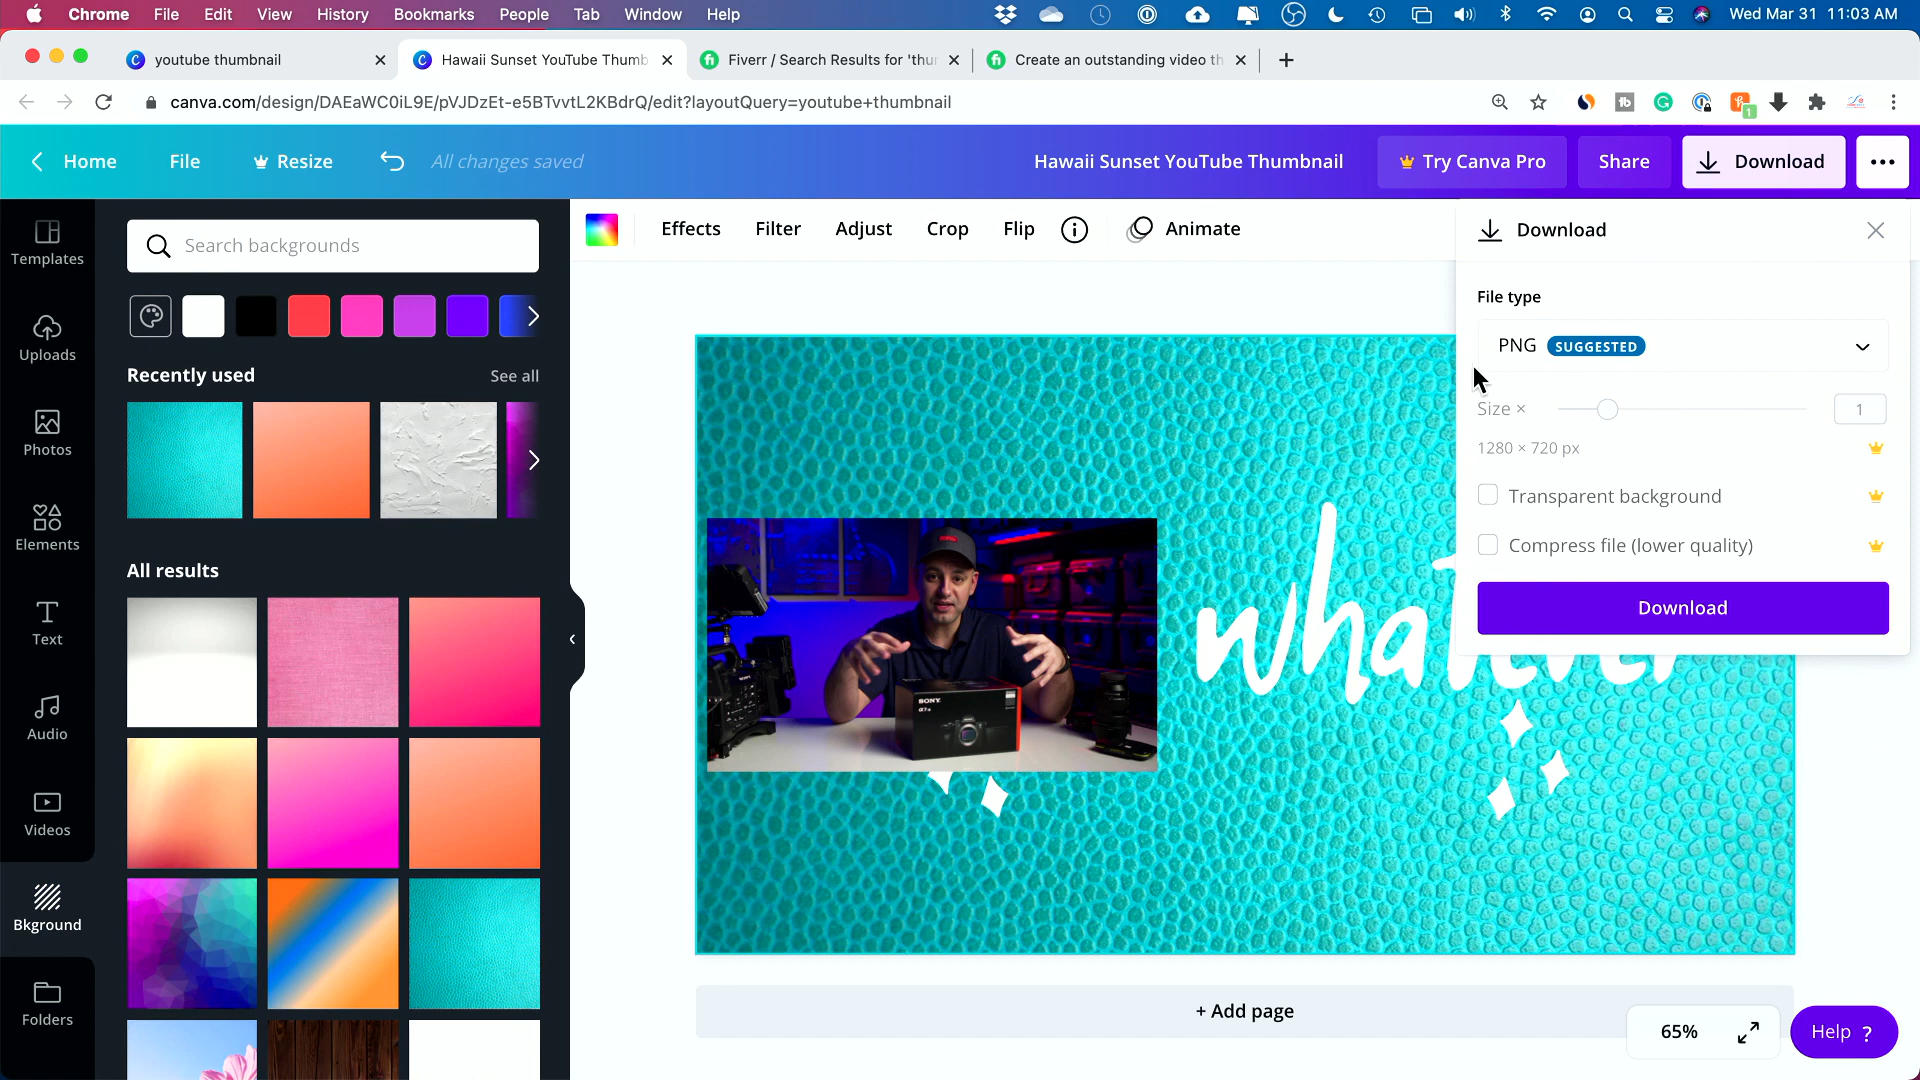 Chrome File Edit View History Bookmarks People Tab Window Help Wed Mar 31 11:03 AM
youtube thumbnail
Hawaii Sunset YouTube Thumb
Fiverr / Search Results for 'thu
Create an outstanding video th
canva.com/design/DAEaWC0iL9E/pVJDzEt-e5BTvvtL2KBdrQ/edit?layoutQuery=youtube+thumbnail
Home File Resize All changes saved Hawaii Sunset YouTube Thumbnail Try Canva Pro Share Download
Templates
Uploads
Photos
Elements
Text
Audio
Videos
Bkground
Folders
Search backgrounds
Recently used See all
All results
Effects Filter Adjust Crop Flip Animate
Download
File type
PNG SUGGESTED
Size × 1
1280 × 720 px
Transparent background
Compress file (lower quality)
Download
whatever
SONY
α7s
+ Add page
65%
Help ?